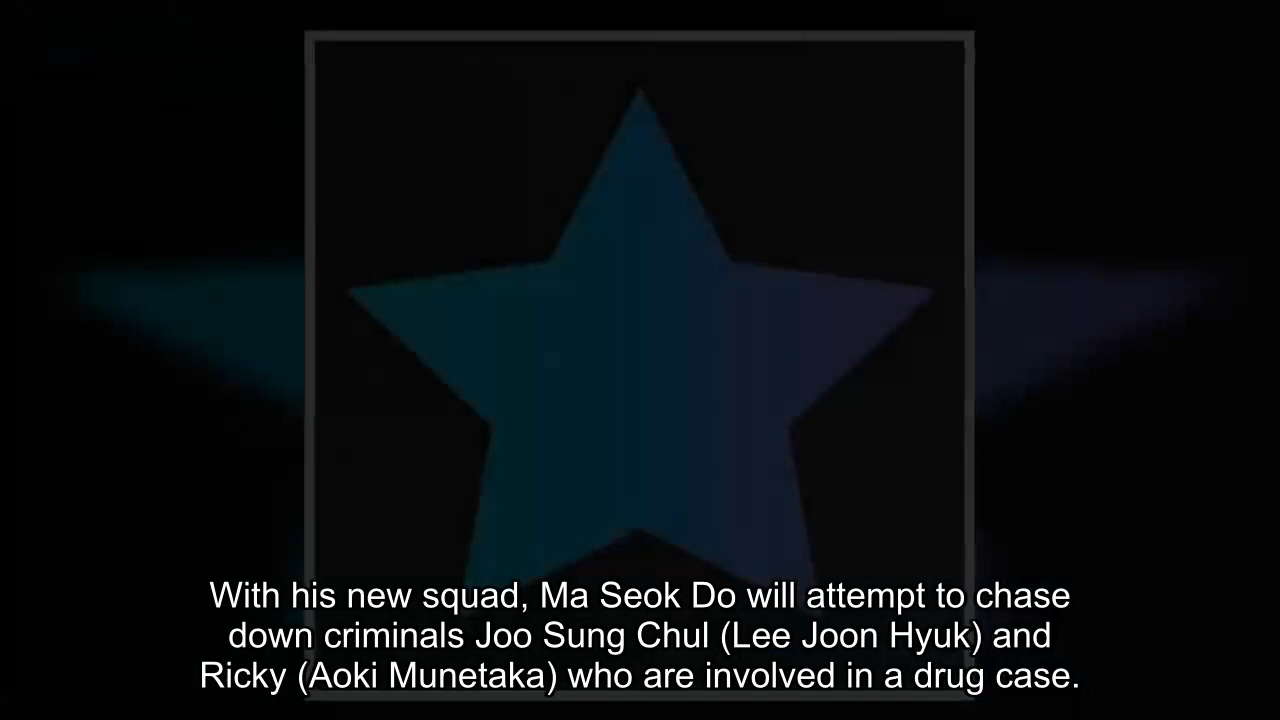 With his new squad, Ma Seok Do will attempt to chase
down criminals Joo Sung Chul (Lee Joon Hyuk) and
Ricky (Aoki Munetaka) who are involved in a drug case.